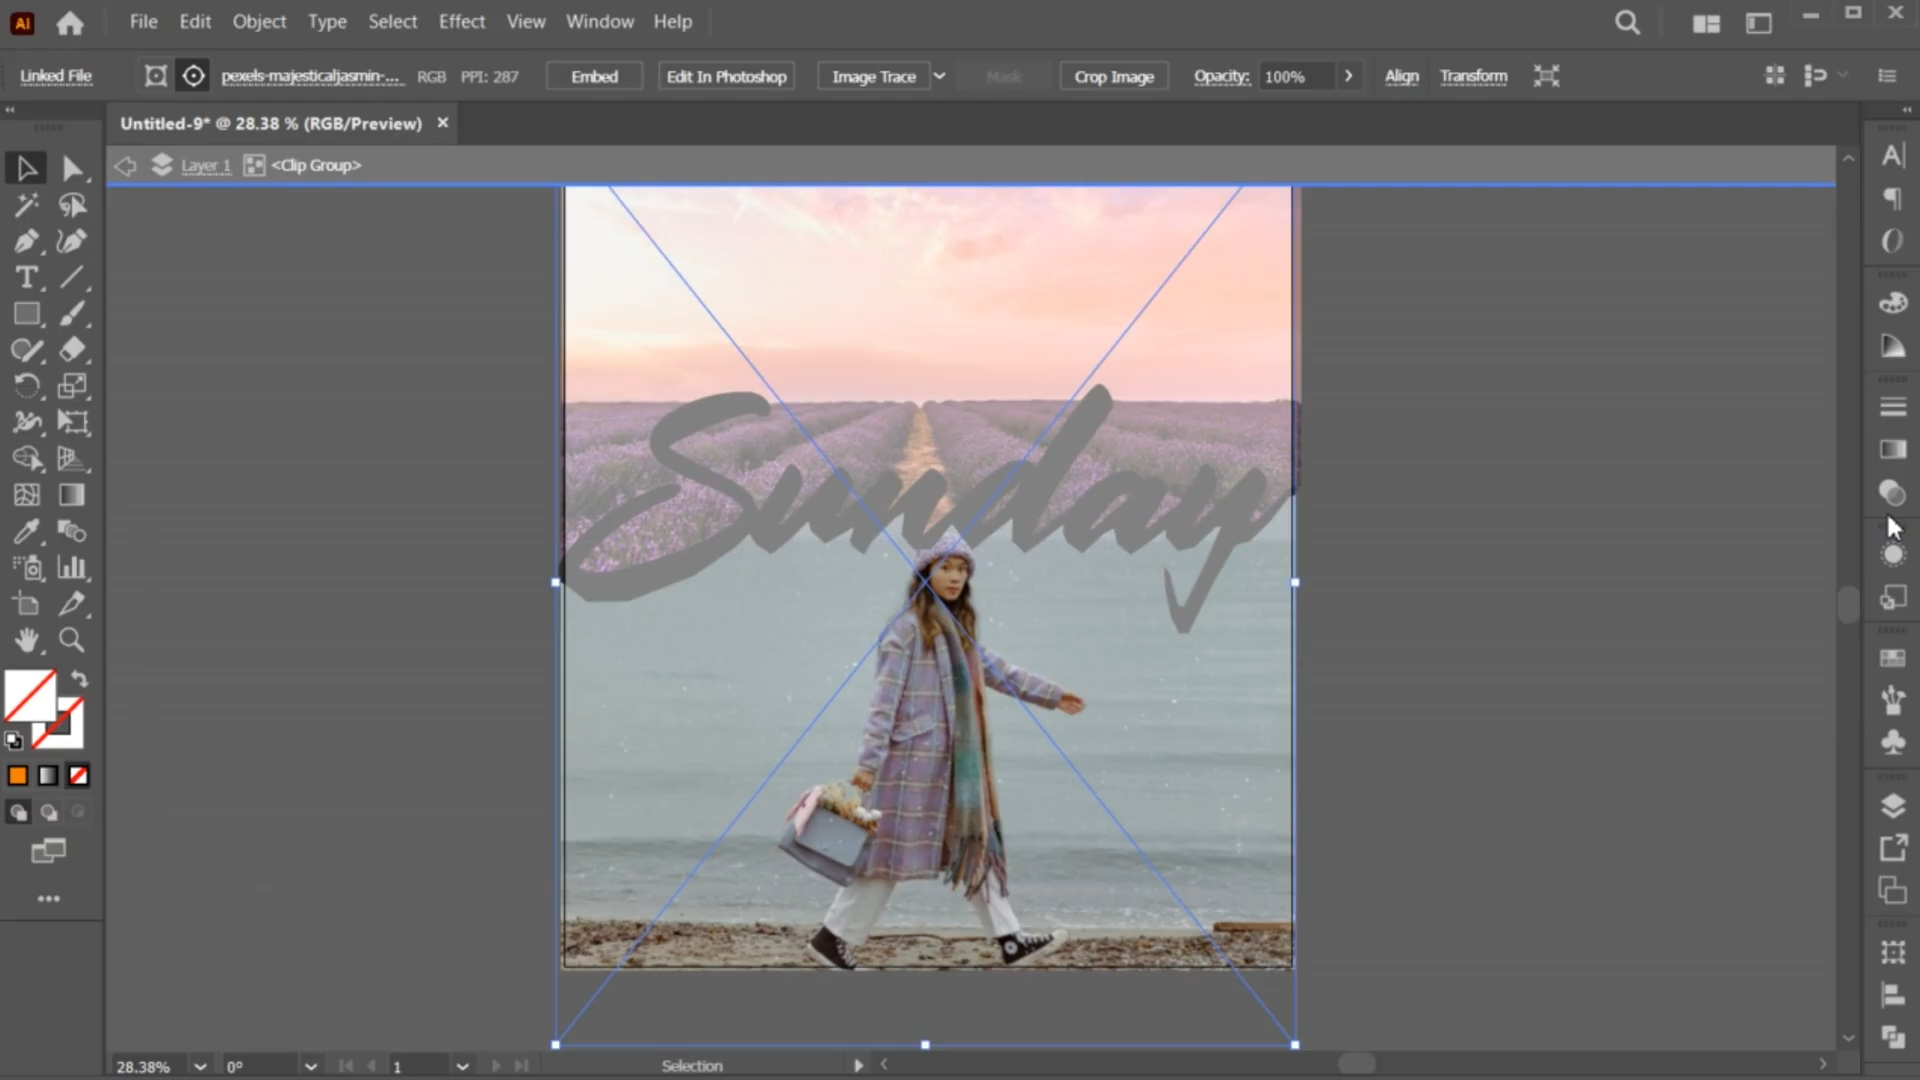 Ai File Edit Object Type Select Effect View Window Help
Linked File pexels-majesticaljasmin-... RGB PPI: 287 Embed Edit In Photoshop Image Trace Mask Crop Image Opacity: 100% Align Transform
Untitled-9* @ 28.38 % (RGB/Preview)
Layer 1 <Clip Group>
Sunday
28.38% 0° 1 Selection